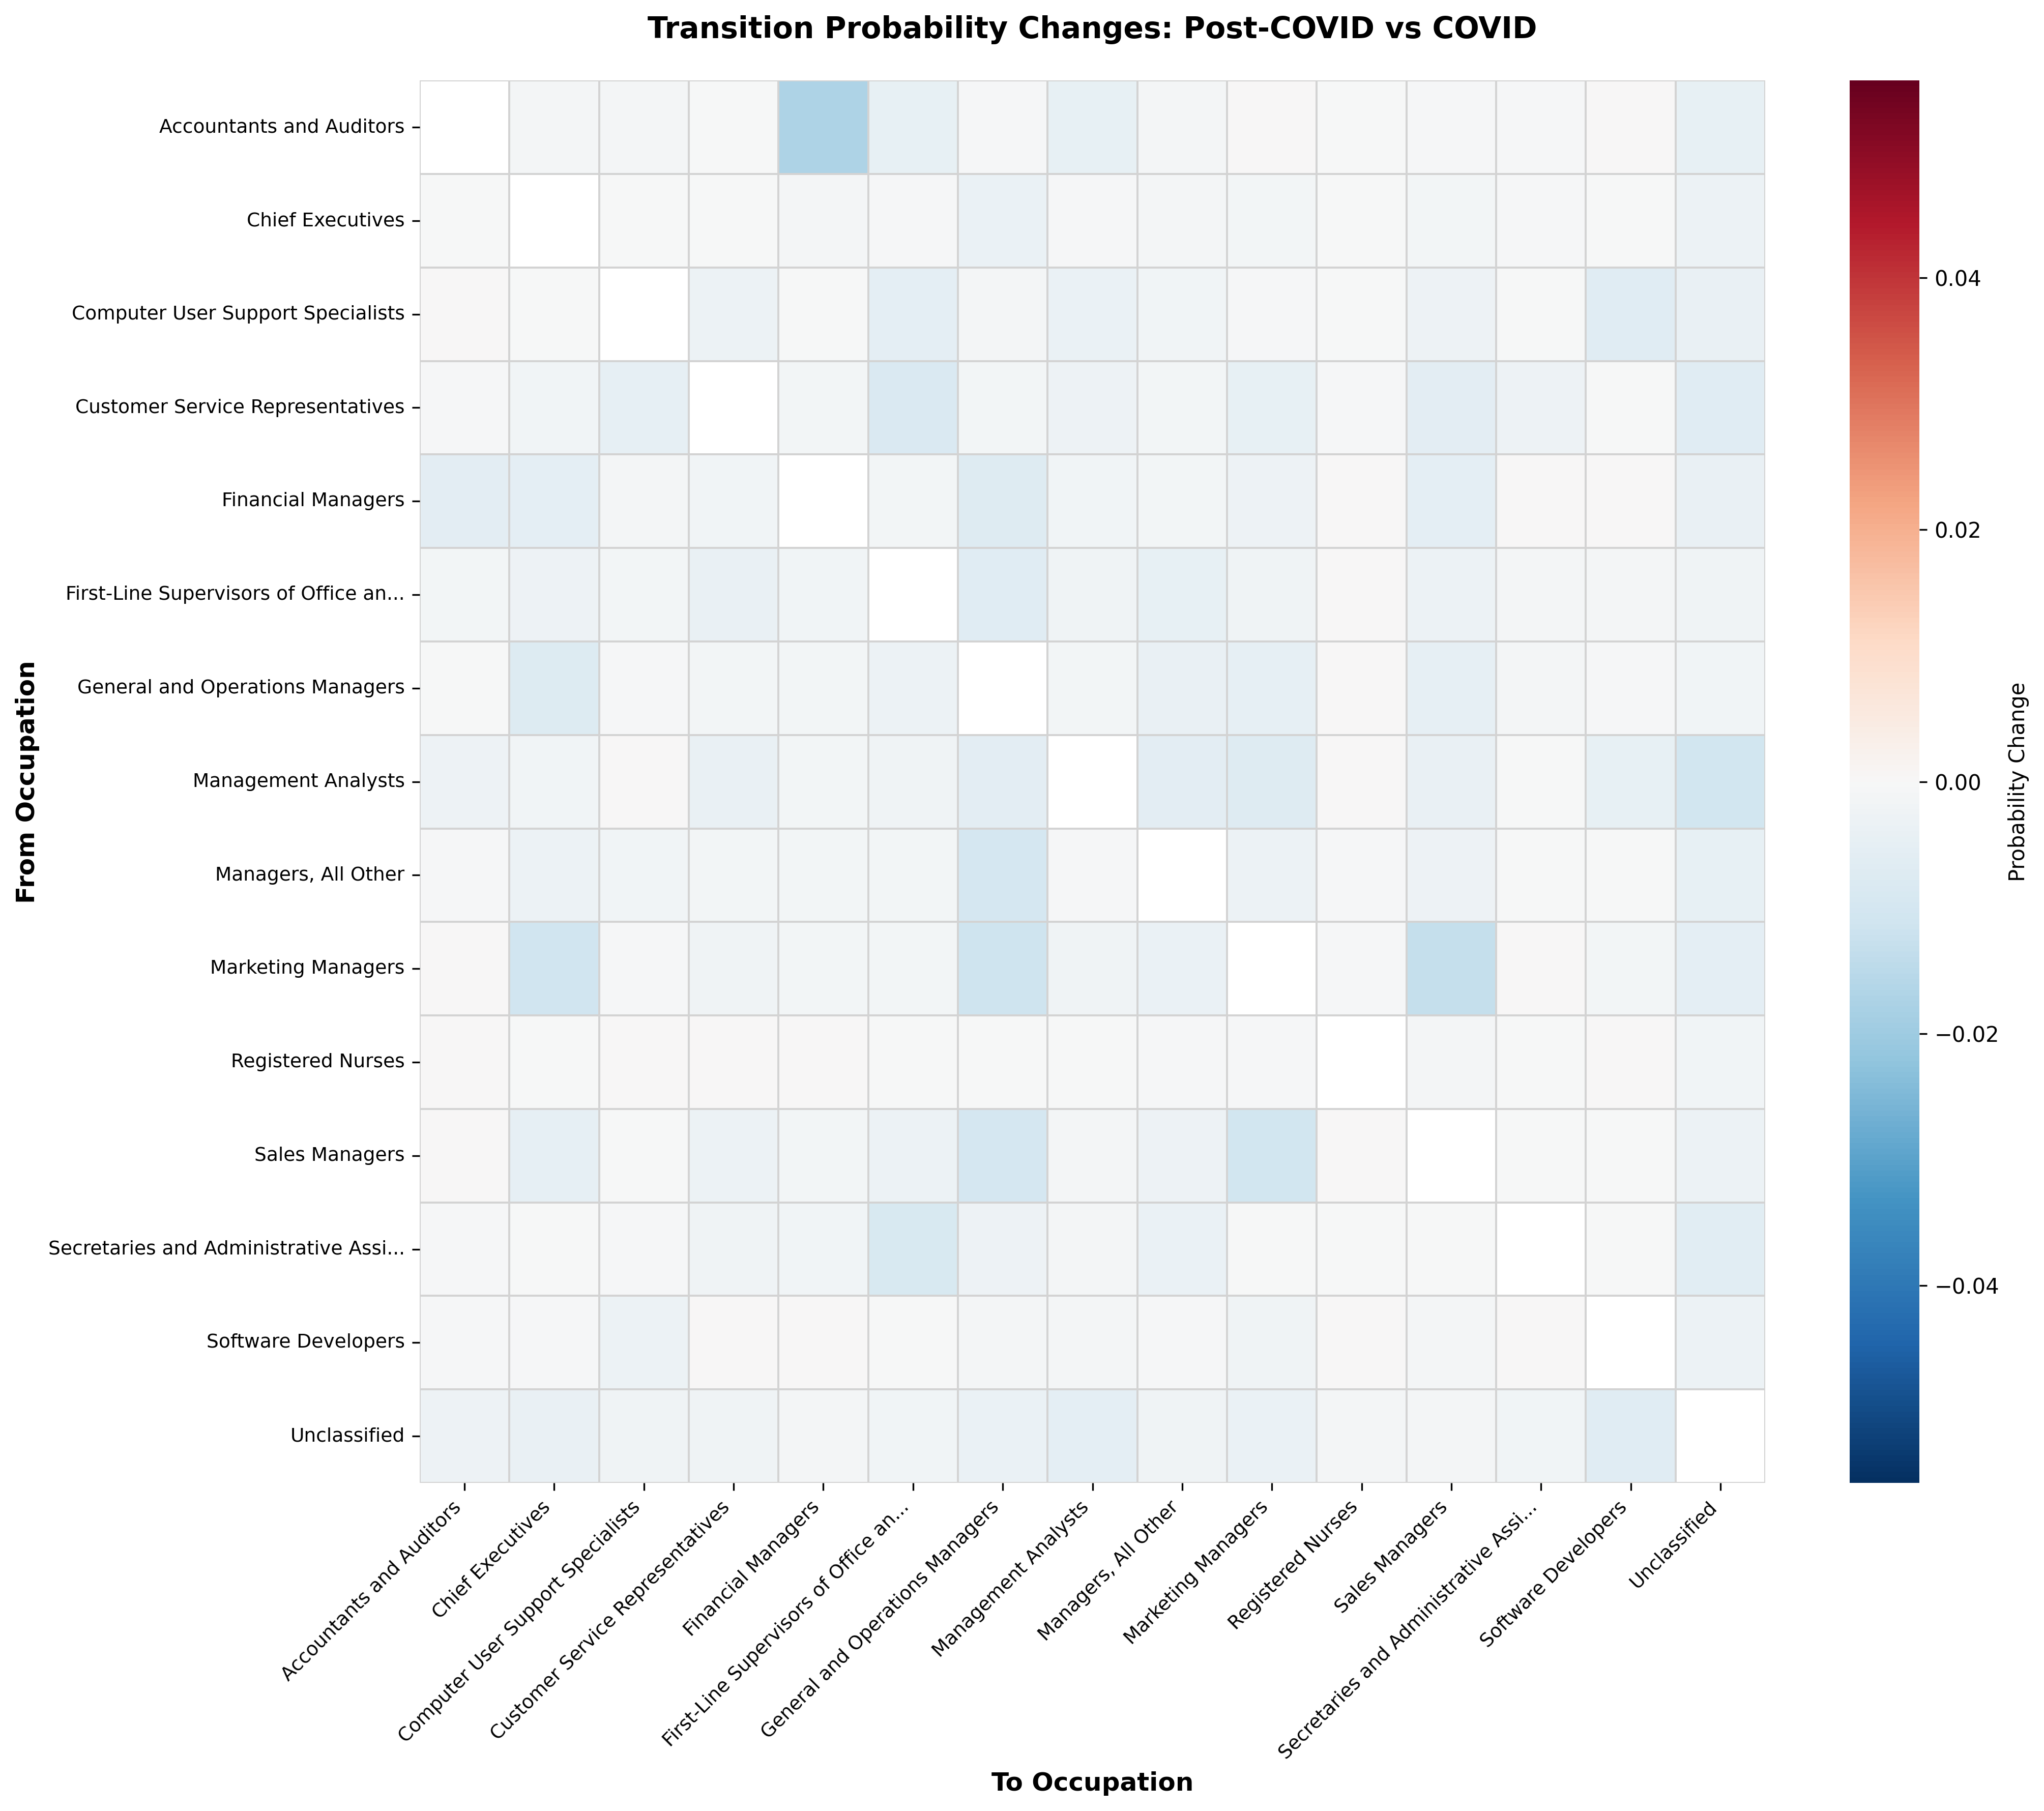 Transition Probability Changes: Post-COVID vs COVID
From Occupation
Accountants and Auditors
Chief Executives
Computer User Support Specialists
Customer Service Representatives
Financial Managers
First-Line Supervisors of Office an...
General and Operations Managers
Management Analysts
Managers, All Other
Marketing Managers
Registered Nurses
Sales Managers
Secretaries and Administrative Assi...
Software Developers
Unclassified
Accountants and Auditors
Chief Executives
Computer User Support Specialists
Customer Service Representatives
Financial Managers
First-Line Supervisors of Office an...
General and Operations Managers
Management Analysts
Managers, All Other
Marketing Managers
Registered Nurses
Sales Managers
Secretaries and Administrative Assi...
Software Developers
Unclassified
To Occupation
0.04
0.02
0.00
−0.02
−0.04
Probability Change